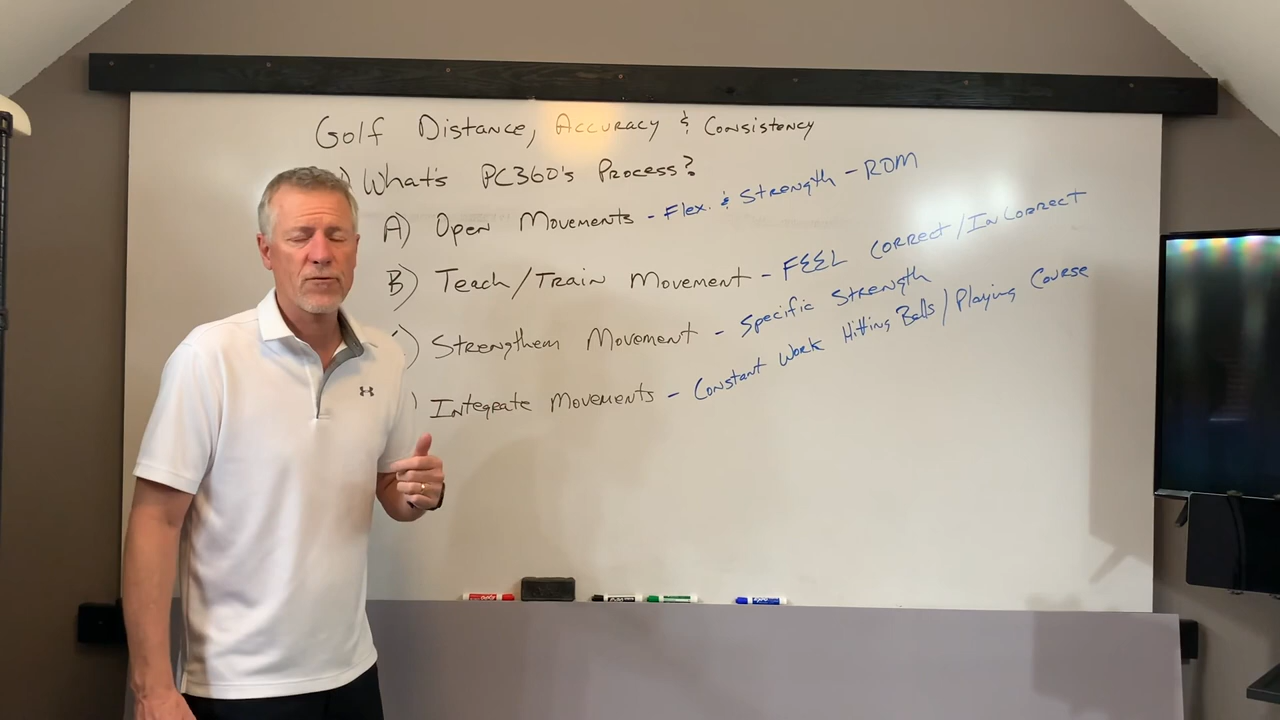 Golf Distance, Accuracy & Consistency
) What's PC360's Process?
A) Open Movements - Flex. & Strength - ROM
B) Teach/Train Movement - FEEL Correct/InCorrect
) Strengthem Movement - Specific Strength
) Integrate Movements - Constant Work Hitting Balls/Playing Course